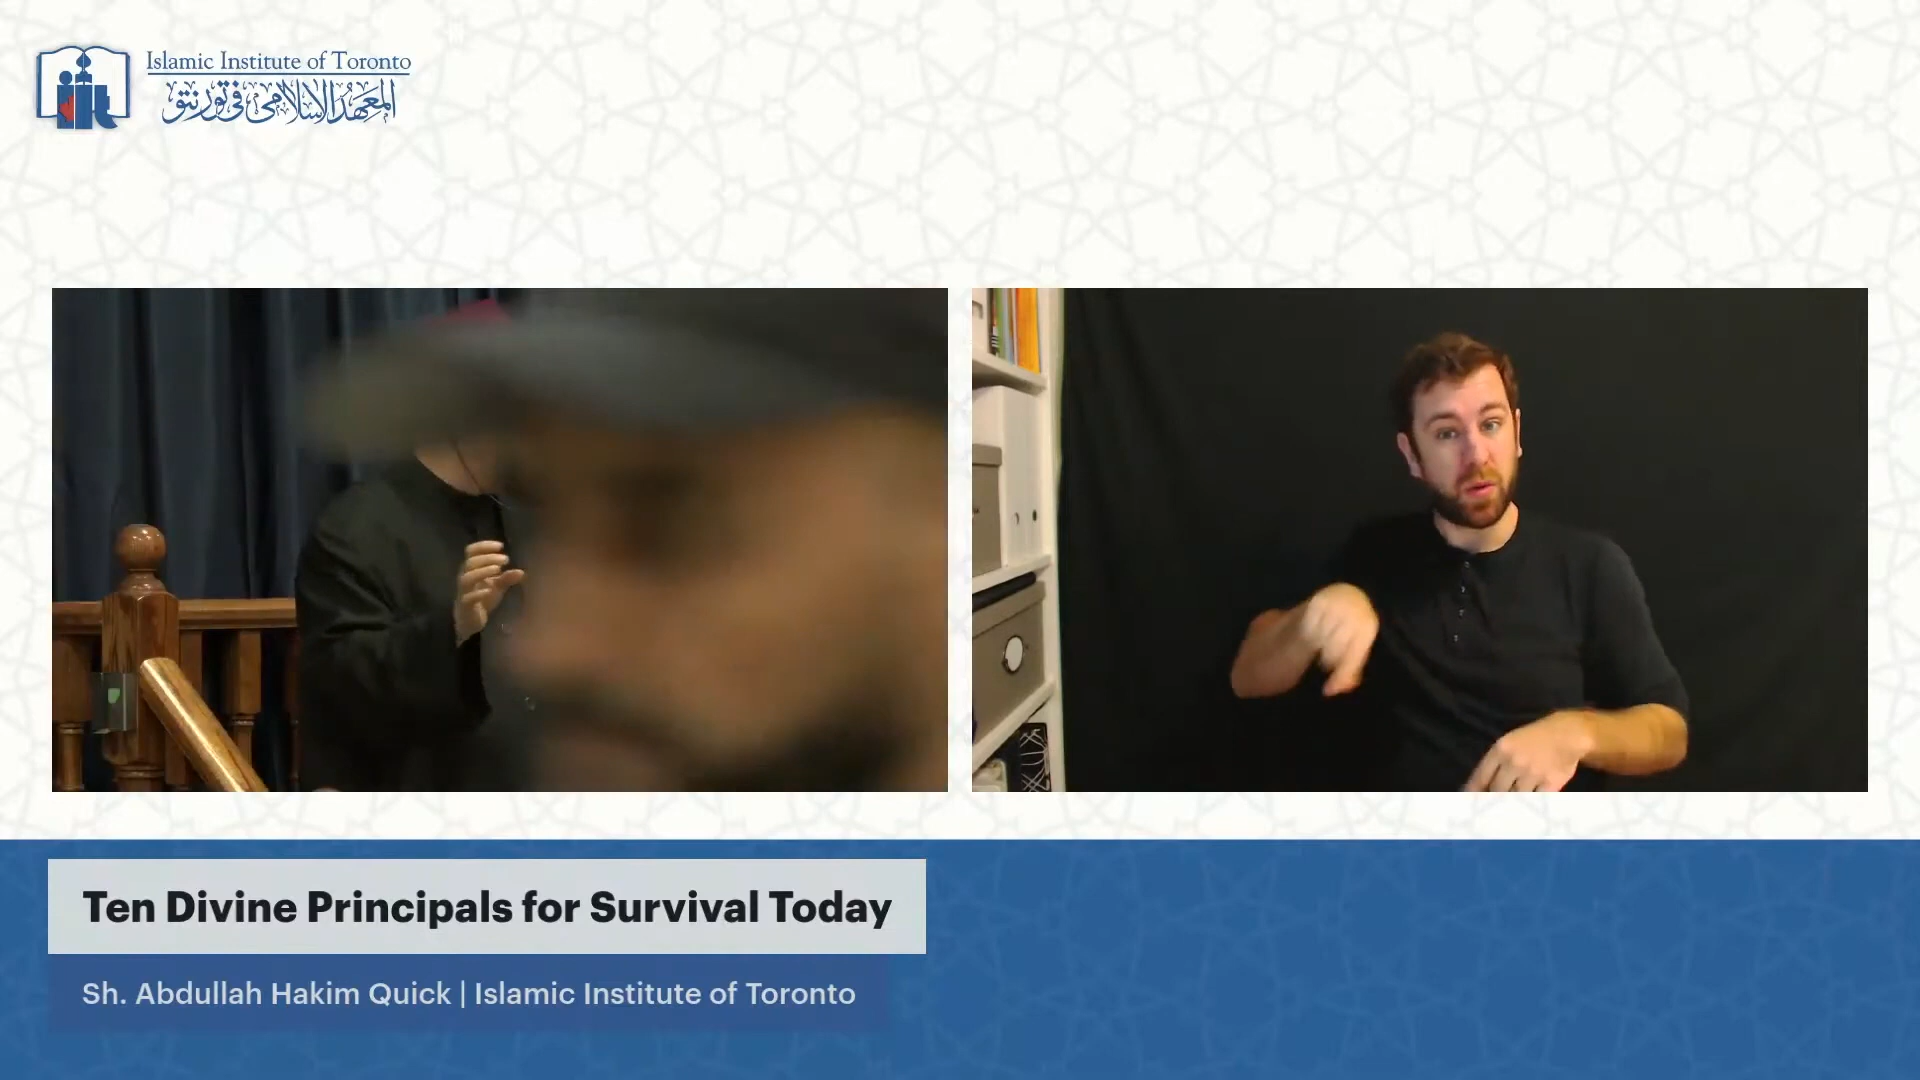 Islamic Institute of Toronto
المعهد الإسلامي في تورنتو
Ten Divine Principals for Survival Today
Sh. Abdullah Hakim Quick | Islamic Institute of Toronto